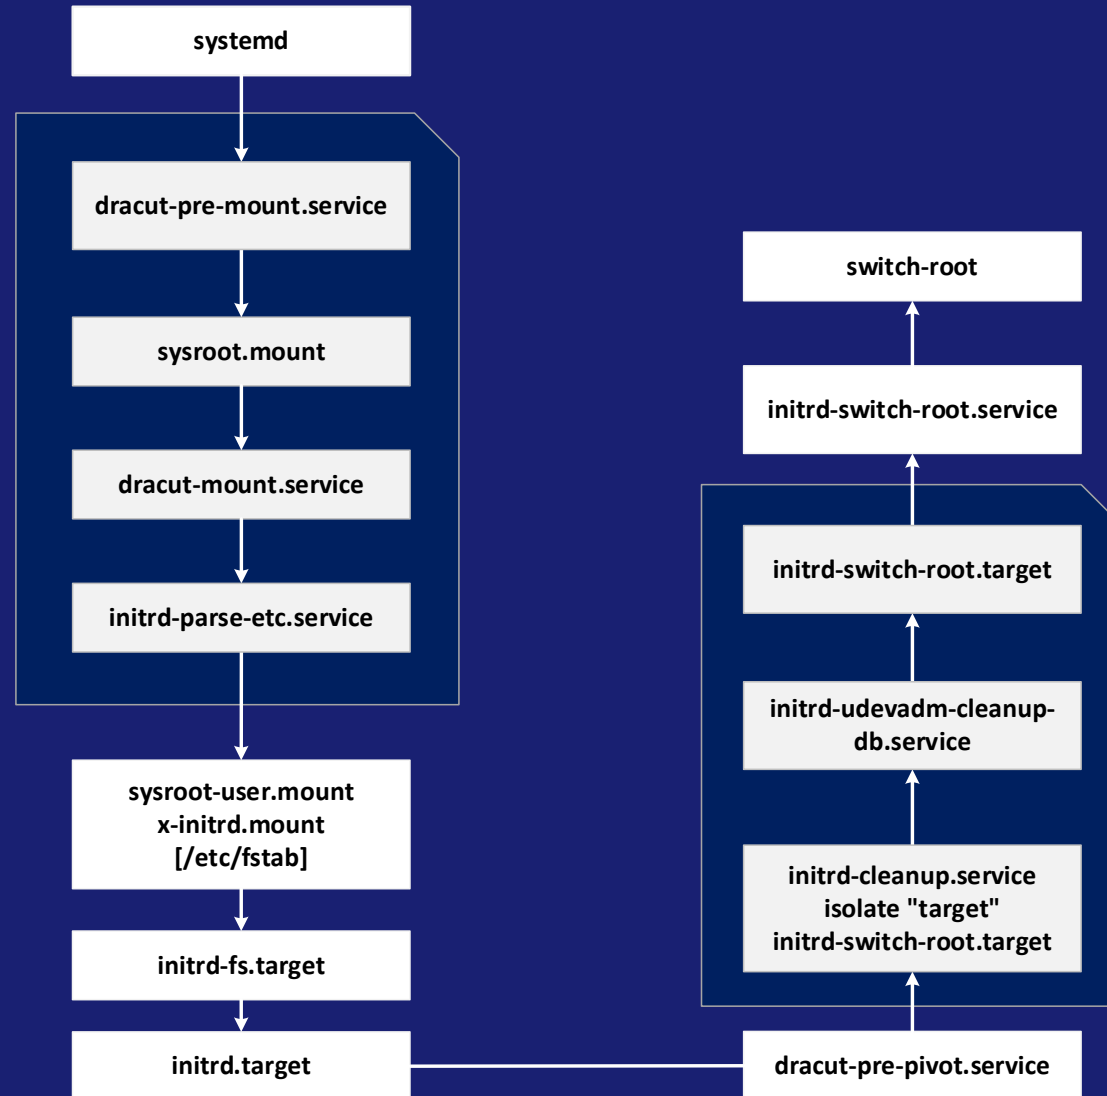 systemd
dracut-pre-mount.service
sysroot.mount
dracut-mount.service
initrd-parse-etc.service
sysroot-user.mount
x-initrd.mount
[/etc/fstab]
initrd-fs.target
initrd.target
switch-root
initrd-switch-root.service
initrd-switch-root.target
initrd-udevadm-cleanup-
db.service
initrd-cleanup.service
isolate "target"
initrd-switch-root.target
dracut-pre-pivot.service